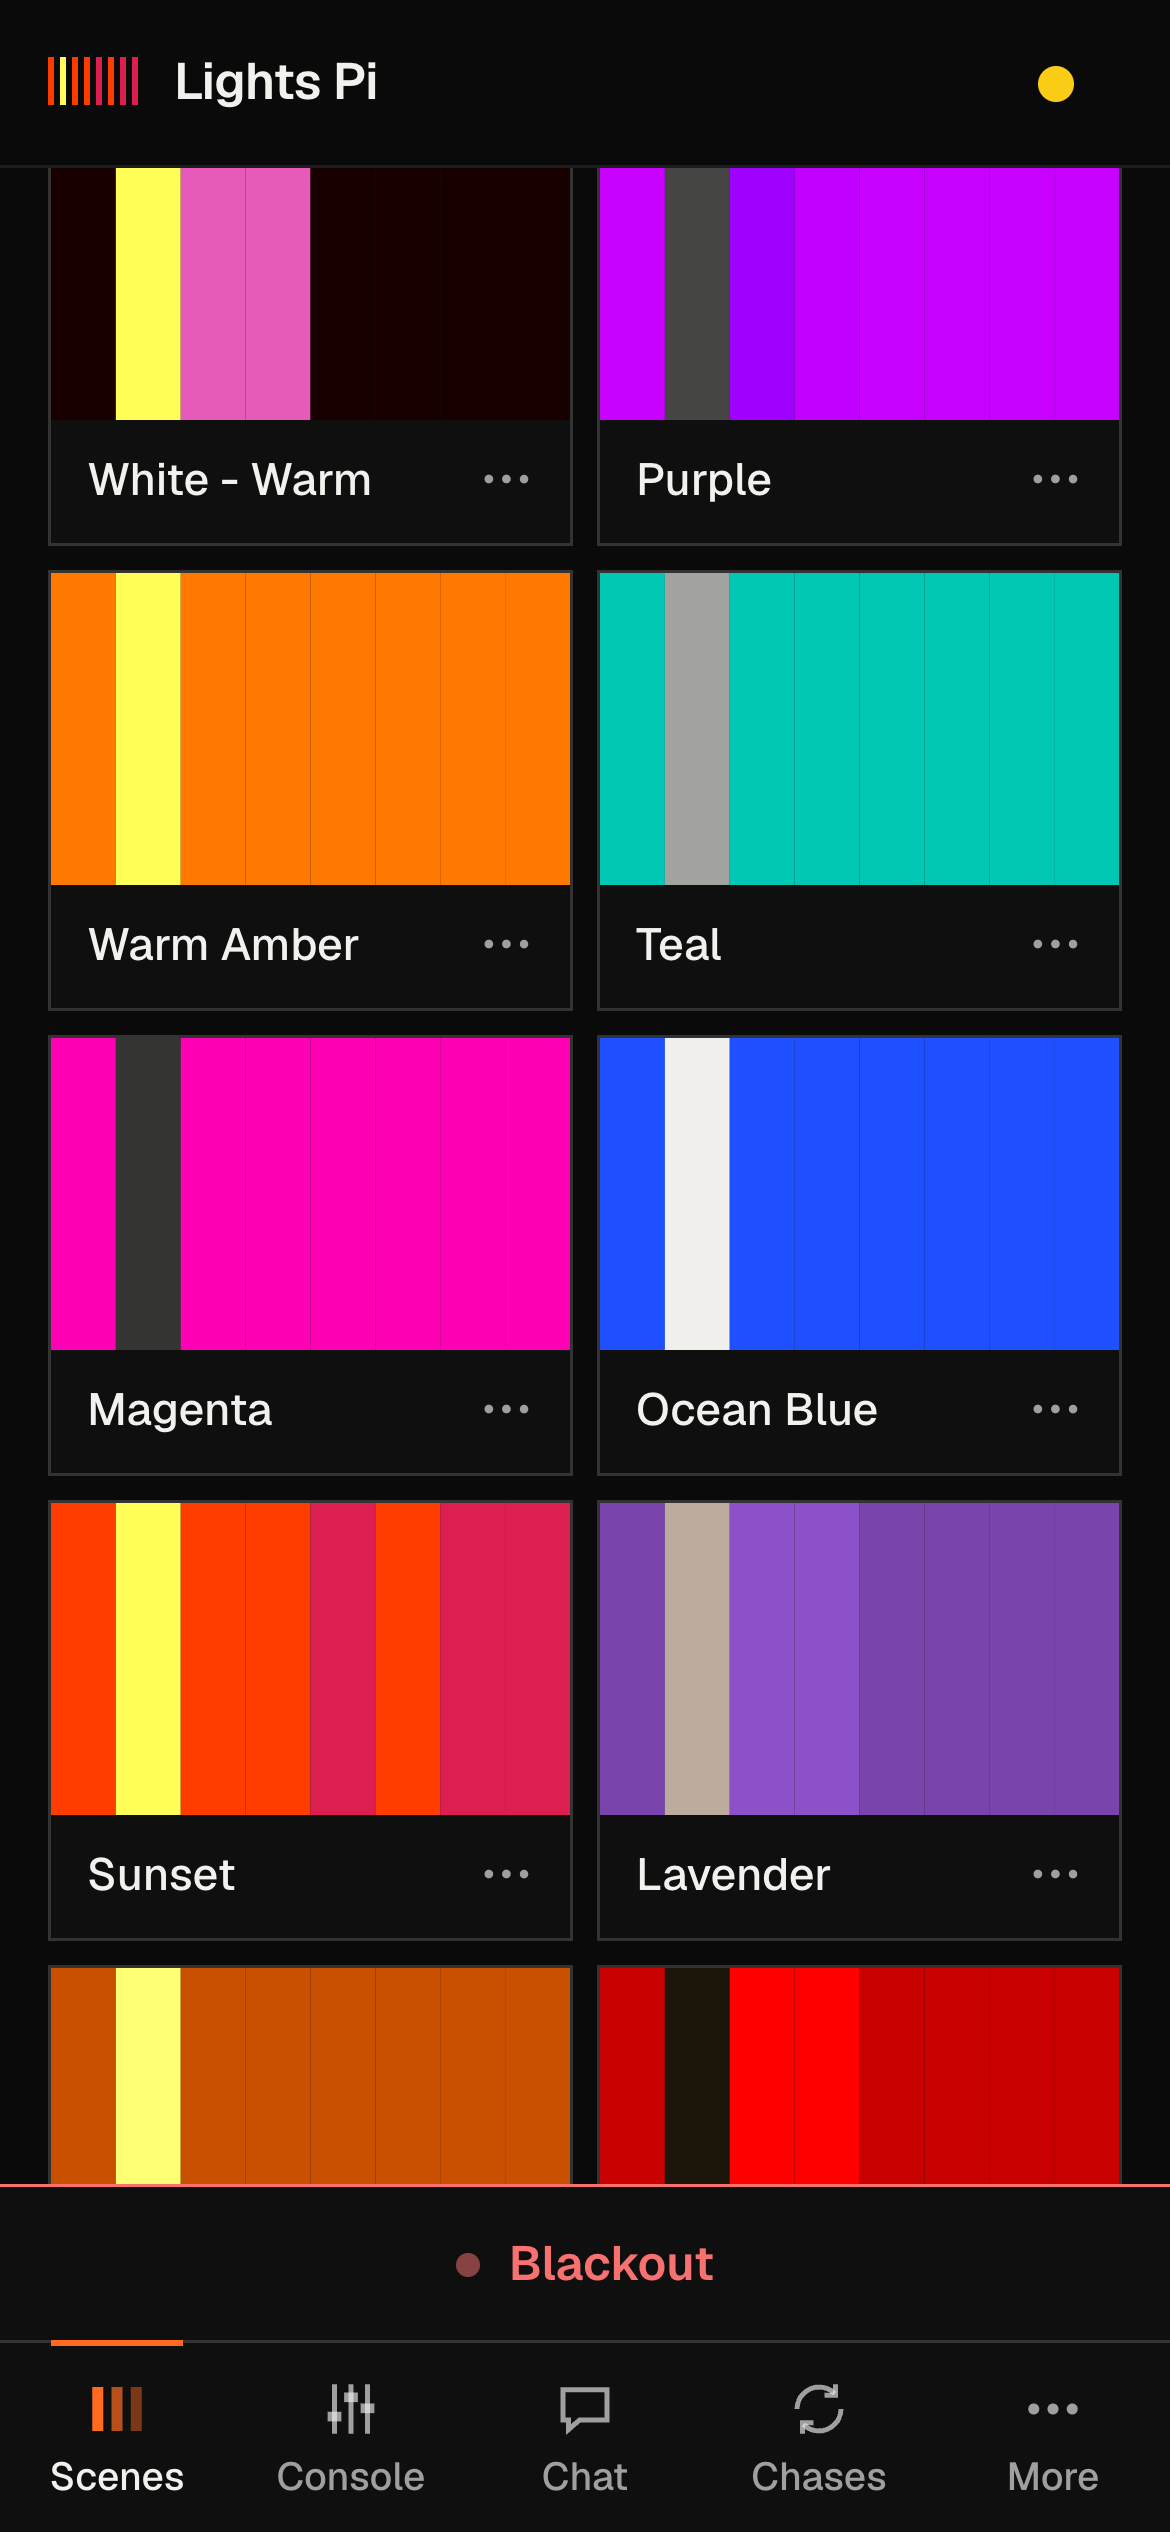 Lights Pi
White - Warm
Purple
Warm Amber
Teal
Magenta
Ocean Blue
Sunset
Lavender
Blackout
Scenes
Console
Chat
Chases
More